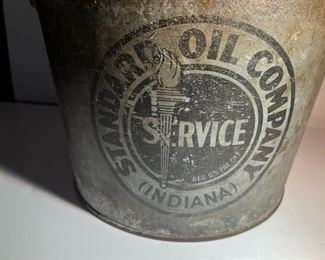 STANDARD OIL COMPANY
SERVICE
REG. U.S. PAT. OFF.
(INDIANA)